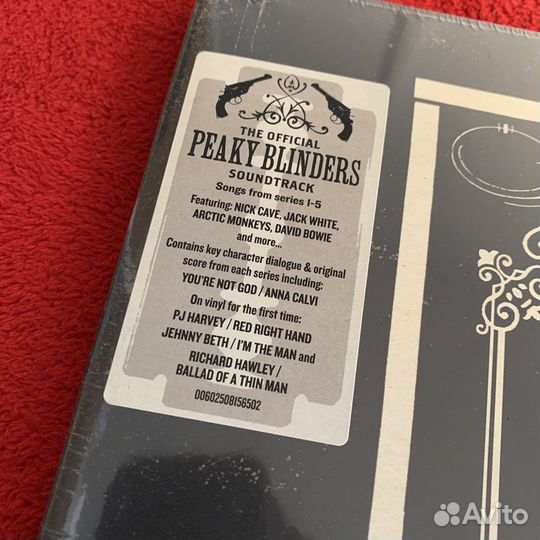 THE OFFICIAL
PEAKY BLINDERS
SOUNDTRACK
Songs from series 1-5
Featuring: NICK CAVE, JACK WHITE,
ARCTIC MONKEYS, DAVID BOWIE
and more...
Contains key character dialogue & original
score from each series including:
YOU'RE NOT GOD / ANNA CALVI
On vinyl for the first time:
PJ HARVEY / RED RIGHT HAND
JEHNNY BETH / I'M THE MAN and
RICHARD HAWLEY /
BALLAD OF A THIN MAN
00602508156502
Avito